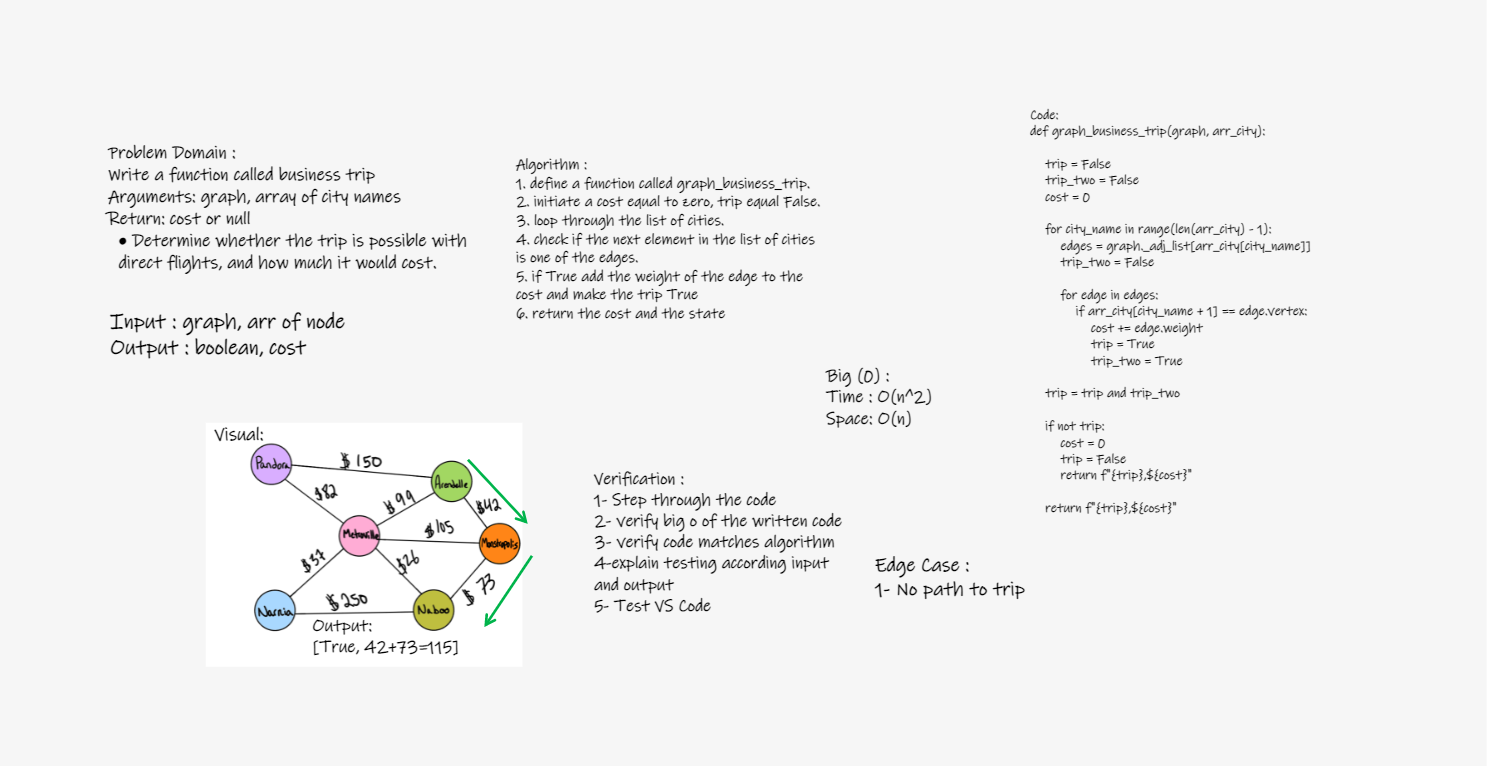 Problem Domain :
Write a function called business trip
Arguments: graph, array of city names
Return: cost or null
• Determine whether the trip is possible with
direct flights, and how much it would cost.
Input : graph, arr of node
Output : boolean, cost
Visual:
Pandora
$150
Arendelle
$82
$99
$42
Metroville
$105
Monstropolis
$37
$26
$73
Narnia
$250
Naboo
Output:
[True, 42+73=115]
Algorithm :
1. define a function called graph_business_trip.
2. initiate a cost equal to zero, trip equal False.
3. loop through the list of cities.
4. check if the next element in the list of cities
is one of the edges.
5. if True add the weight of the edge to the
cost and make the trip True
6. return the cost and the state
Big (O) :
Time : O(n^2)
Space: O(n)
Verification :
1- Step through the code
2- verify big o of the written code
3- verify code matches algorithm
4-explain testing according input
and output
5- Test VS Code
Edge Case :
1- No path to trip
Code:
def graph_business_trip(graph, arr_city):
trip = False
trip_two = False
cost = 0
for city_name in range(len(arr_city) - 1):
edges = graph._adj_list[arr_city[city_name]]
trip_two = False
for edge in edges:
if arr_city[city_name + 1] == edge.vertex:
cost += edge.weight
trip = True
trip_two = True
trip = trip and trip_two
if not trip:
cost = 0
trip = False
return f"{trip},${cost}"
return f"{trip},${cost}"